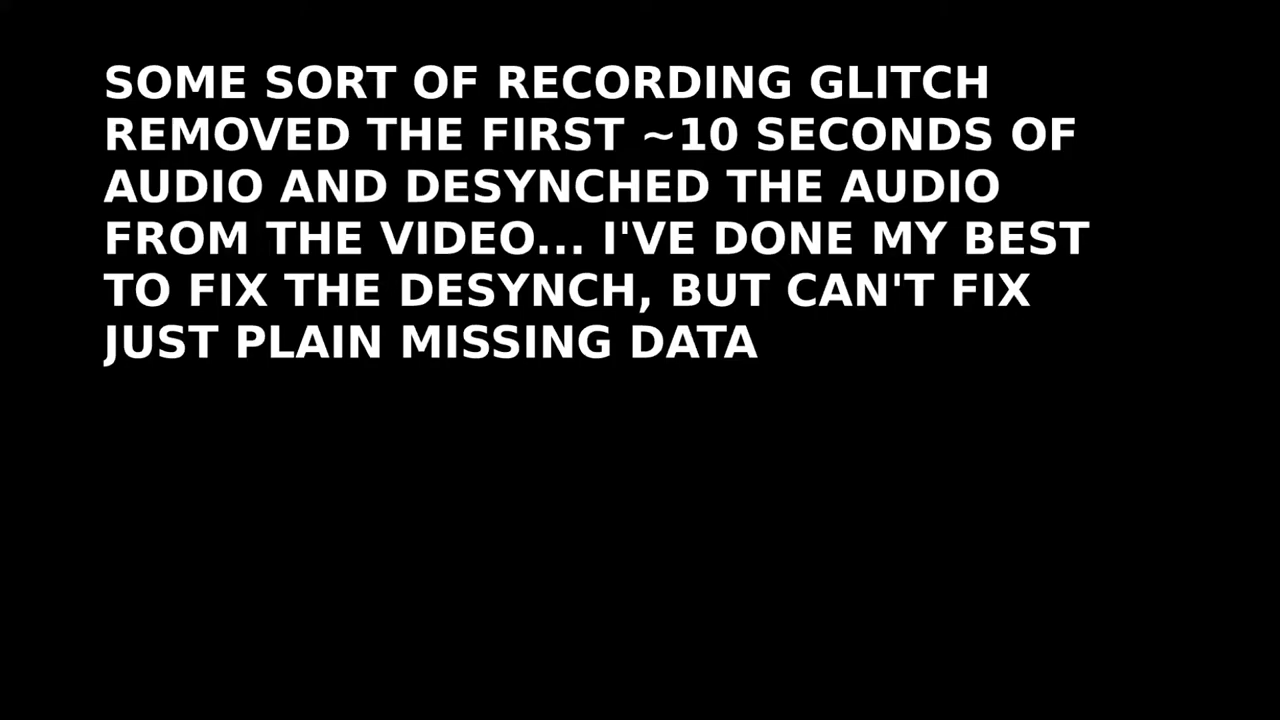 SOME SORT OF RECORDING GLITCH
REMOVED THE FIRST ~10 SECONDS OF
AUDIO AND DESYNCHED THE AUDIO
FROM THE VIDEO... I'VE DONE MY BEST
TO FIX THE DESYNCH, BUT CAN'T FIX
JUST PLAIN MISSING DATA